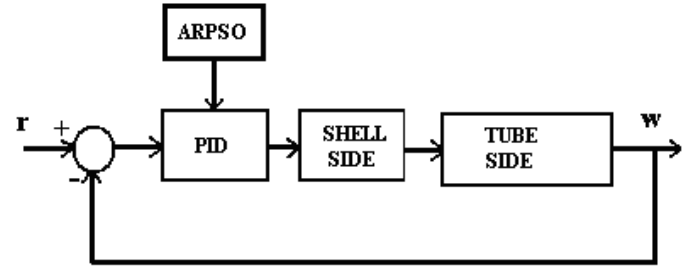 ARPSO
r
+
-
PID
SHELL
SIDE
TUBE
SIDE
w